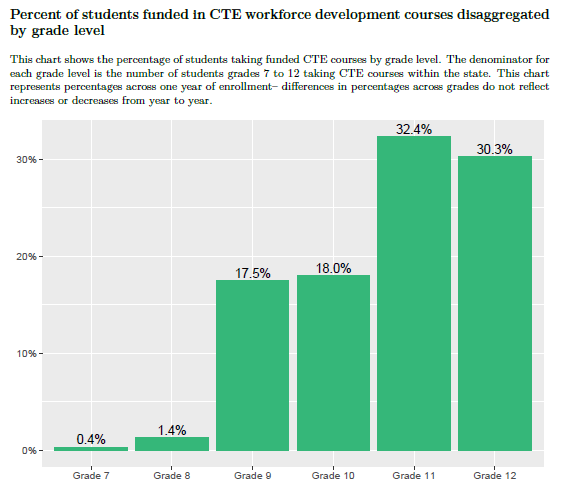 Percent of students funded in CTE workforce development courses disaggregated
by grade level
This chart shows the percentage of students taking funded CTE courses by grade level. The denominator for
each grade level is the number of students grades 7 to 12 taking CTE courses within the state. This chart
represents percentages across one year of enrollment– differences in percentages across grades do not reflect
increases or decreases from year to year.
32.4%
30.3%
30%
20%
17.5%
18.0%
10%
0.4%
1.4%
0%
Grade 7
Grade 8
Grade 9
Grade 10
Grade 11
Grade 12